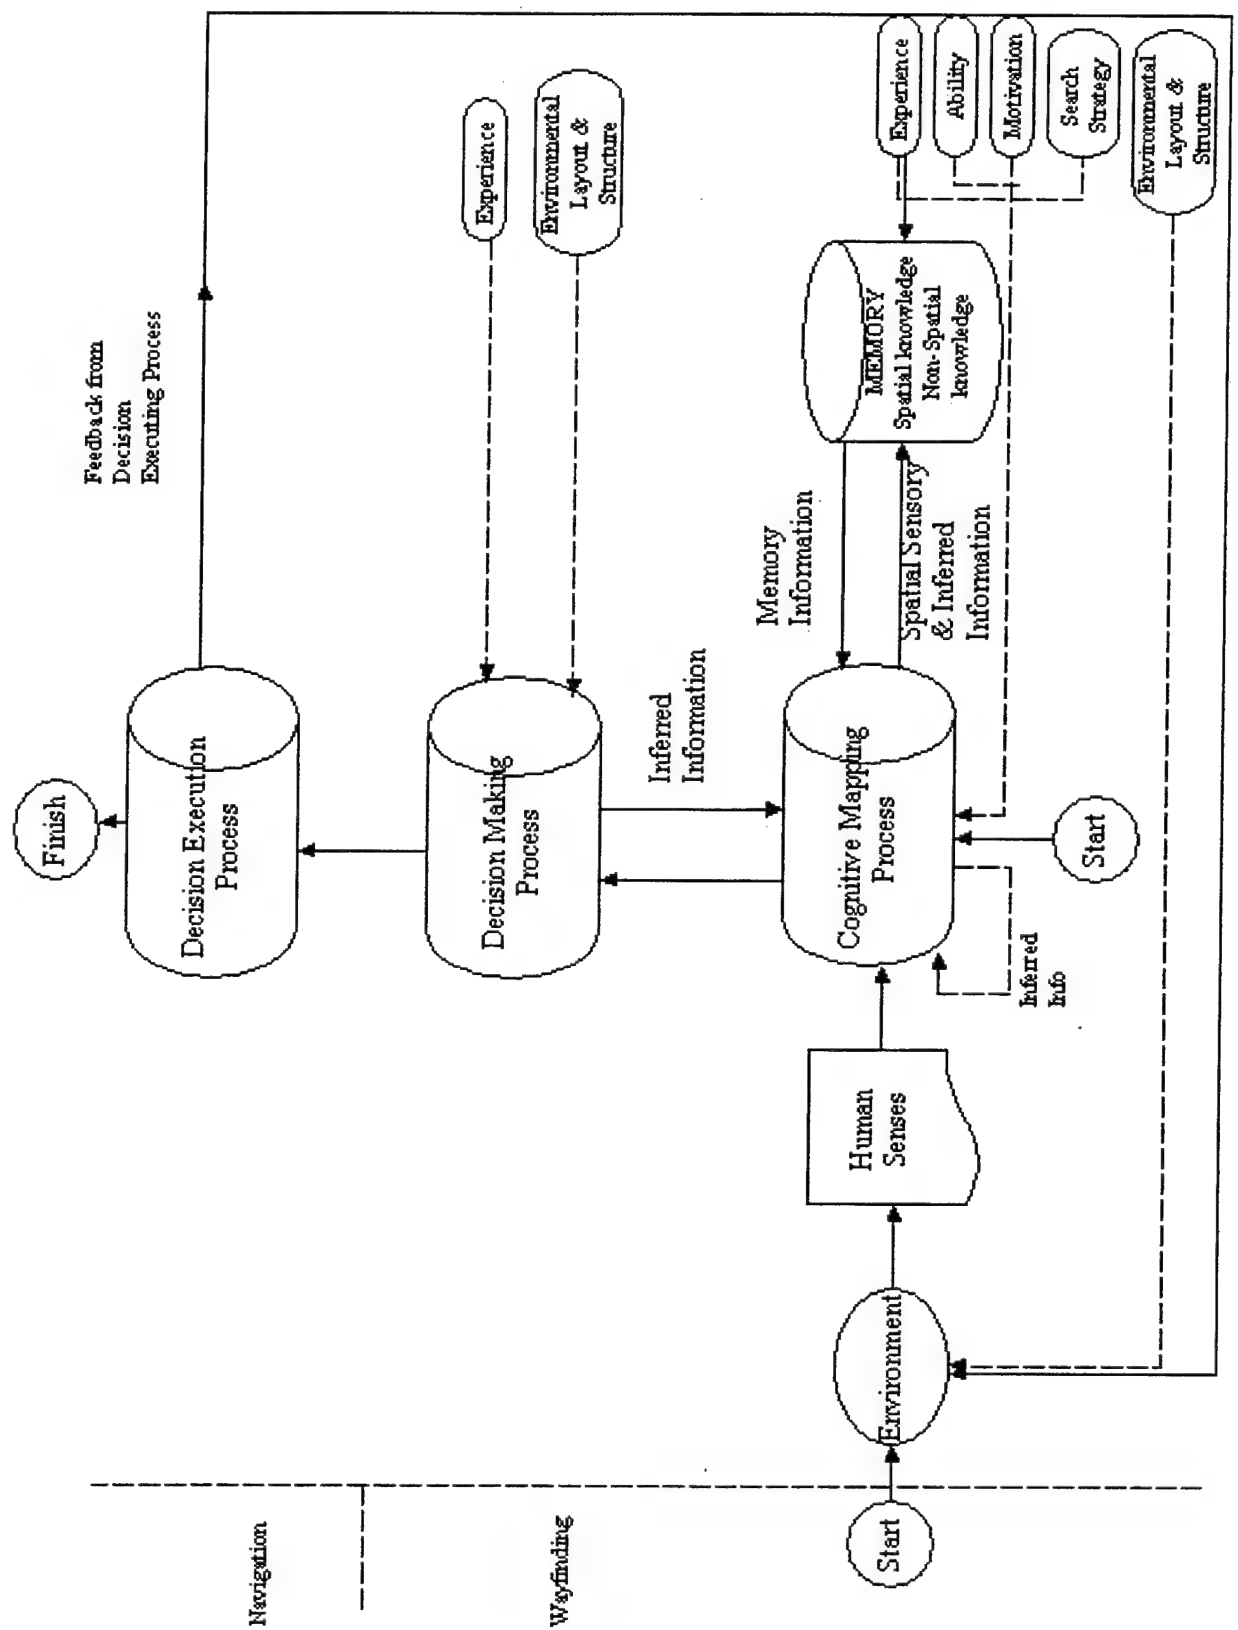 Navigation
Wayfinding
Finish
Decision Execution
Process
Feedback from
Decision
Executing Process
Decision Making
Process
Experience
Environmental
Layout &
Structure
Inferred
Information
Start
Environment
Human
Senses
Cognitive Mapping
Process
Inferred
Info
Start
Memory
Information
Spatial Sensory
& Inferred
Information
MEMORY
Spatial knowledge
Non-Spatial
knowledge
Experience
Ability
Motivation
Search
Strategy
Environmental
Layout &
Structure